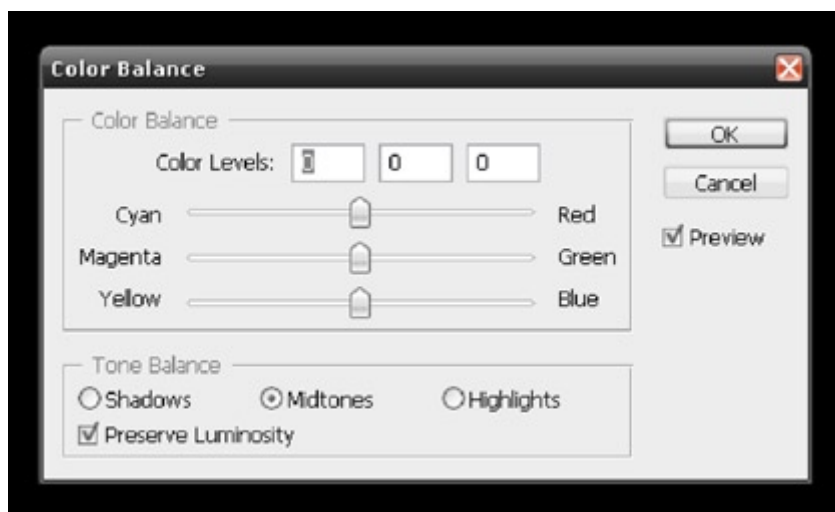 Color Balance
Color Balance
Color Levels: 0 0 0
Cyan Red
Magenta Green
Yellow Blue
OK
Cancel
Preview
Tone Balance
Shadows Midtones Highlights
Preserve Luminosity